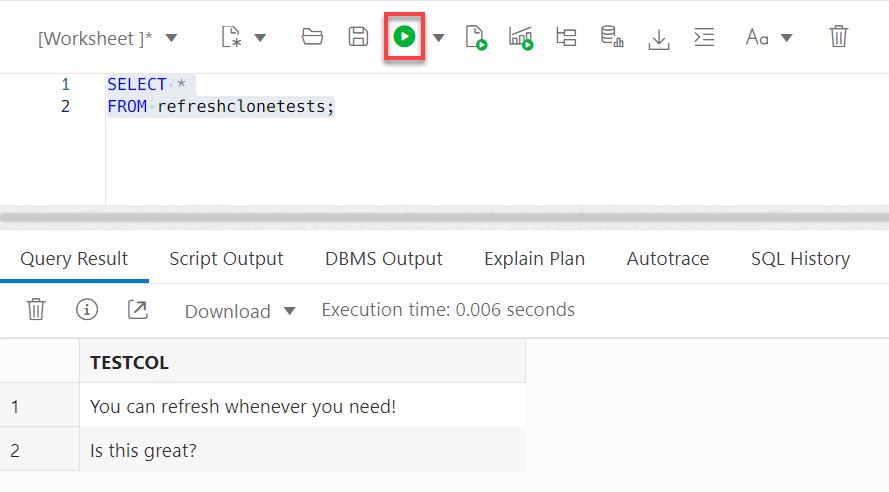 [Worksheet ]*
Aa
1 SELECT *
2 FROM refreshclonetests;
Query Result Script Output DBMS Output Explain Plan Autotrace SQL History
Download Execution time: 0.006 seconds
TESTCOL
1 You can refresh whenever you need!
2 Is this great?